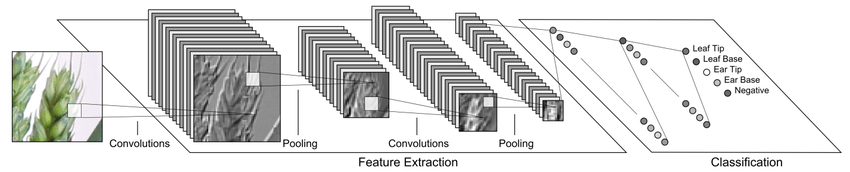 Leaf Tip
Leaf Base
Ear Tip
Ear Base
Negative
Convolutions
Pooling
Convolutions
Pooling
Feature Extraction
Classification